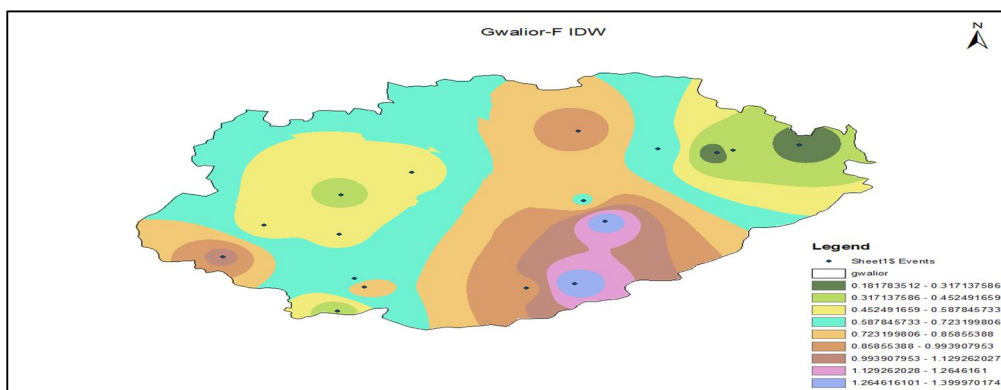 Gwalior-F IDW
N
Legend
Sheet1$ Events
gwalior
0.181783512 - 0.317137586
0.317137586 - 0.452491659
0.452491659 - 0.587845733
0.587845733 - 0.723199806
0.723199806 - 0.85855388
0.85855388 - 0.993907953
0.993907953 - 1.129262027
1.129262028 - 1.2646161
1.264616101 - 1.399970174